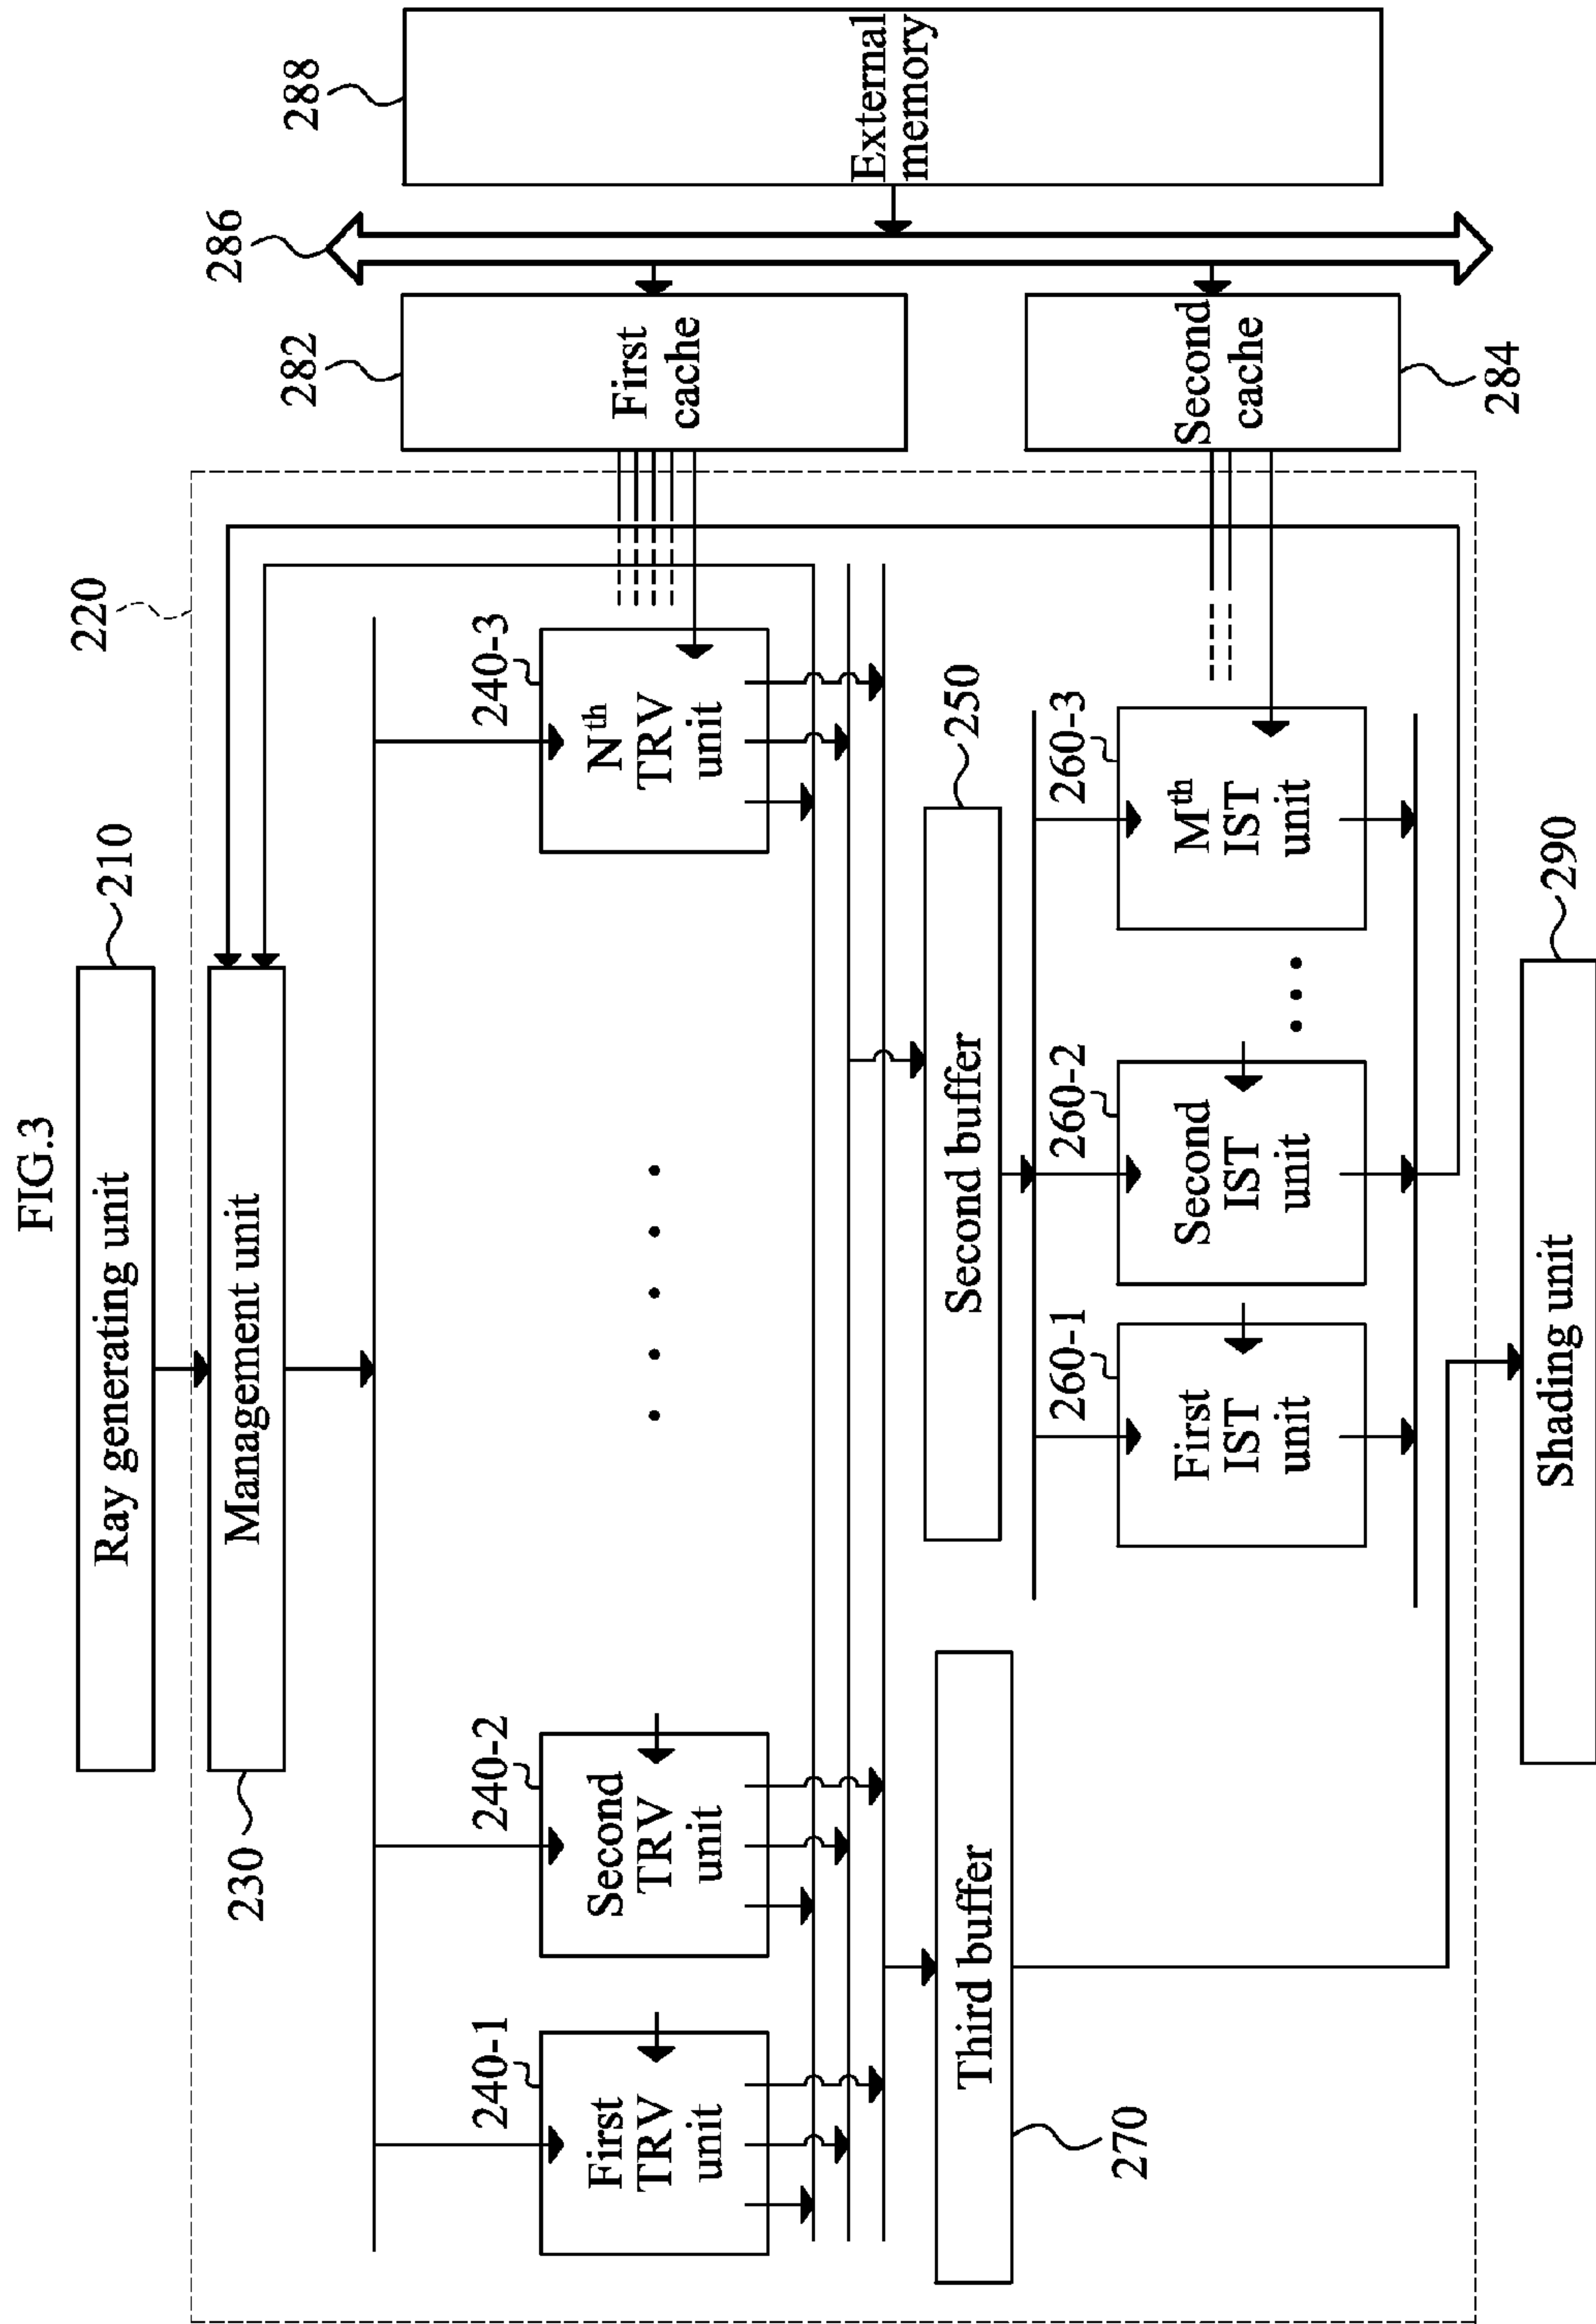 FIG.3
Ray generating unit
210
220
Management unit
230
240-1
First
TRV
unit
240-2
Second
TRV
unit
240-3
Nth
TRV
unit
Third buffer
270
Second buffer
250
260-1
First
IST
unit
260-2
Second
IST
unit
260-3
Mth
IST
unit
282
First
cache
Second
cache
284
286
288
External
memory
Shading unit
290